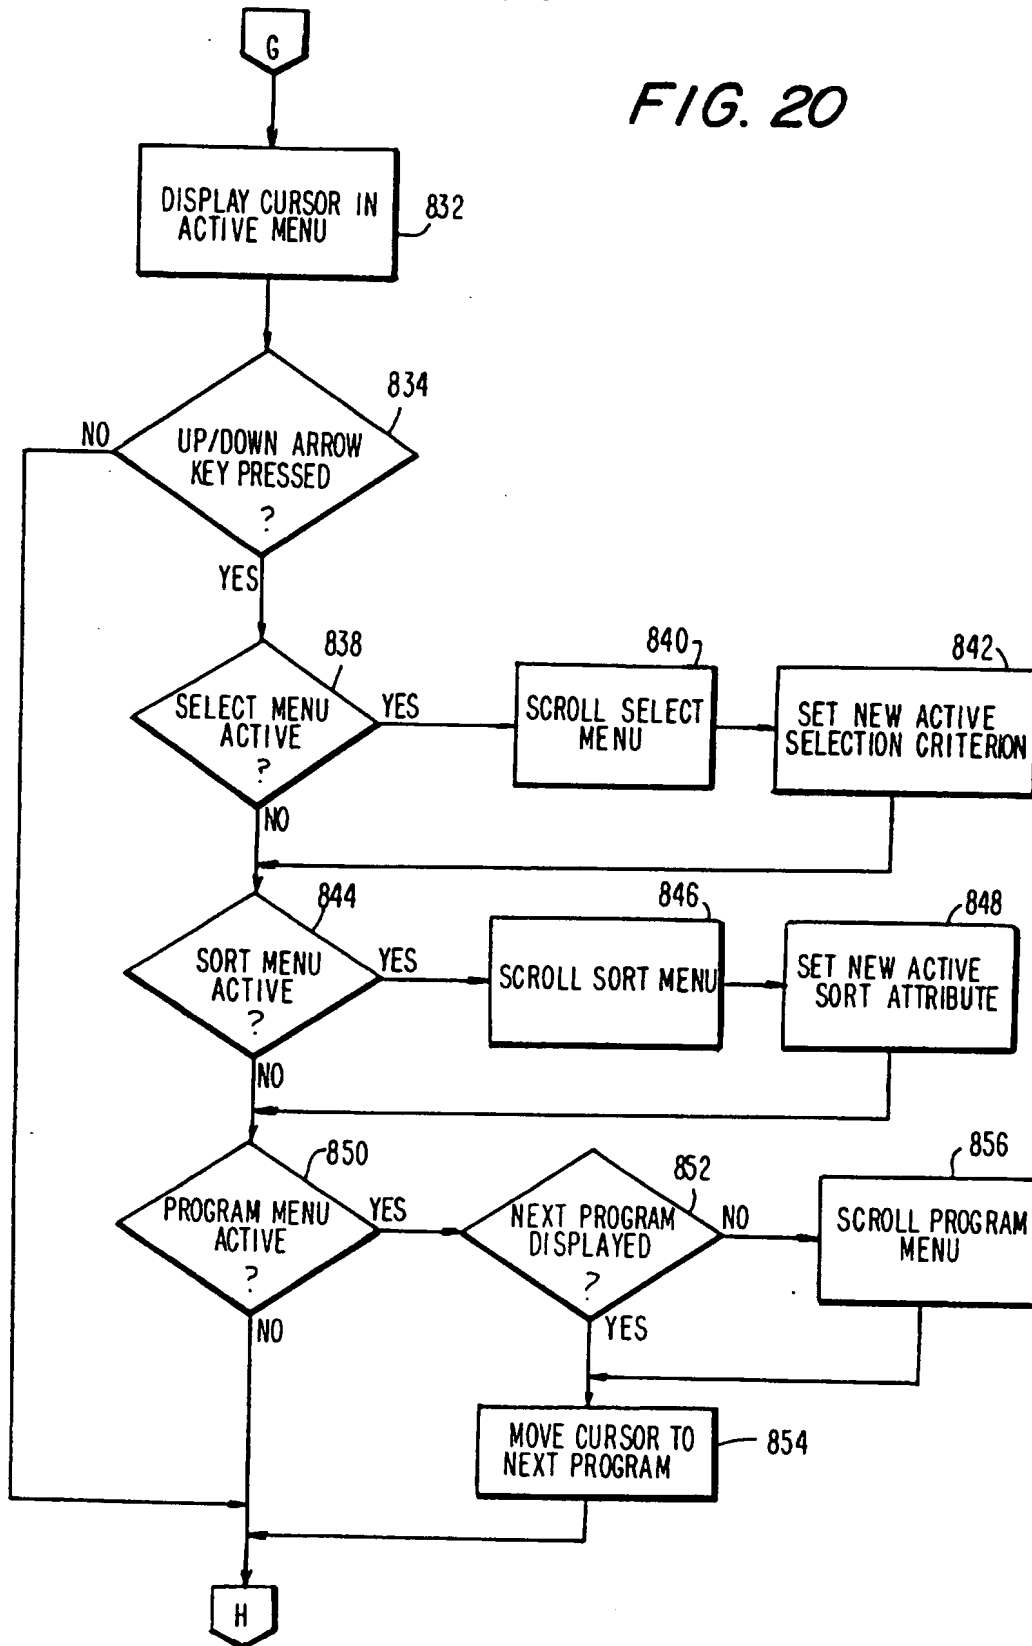 G
FIG. 20
DISPLAY CURSOR IN
ACTIVE MENU
832
834
NO
UP/DOWN ARROW
KEY PRESSED
?
YES
838
SELECT MENU
ACTIVE
?
YES
840
SCROLL SELECT
MENU
842
SET NEW ACTIVE
SELECTION CRITERION
NO
844
SORT MENU
ACTIVE
?
YES
846
SCROLL SORT MENU
848
SET NEW ACTIVE
SORT ATTRIBUTE
NO
850
PROGRAM MENU
ACTIVE
?
YES
852
NEXT PROGRAM
DISPLAYED
?
NO
856
SCROLL PROGRAM
MENU
NO
YES
MOVE CURSOR TO
NEXT PROGRAM
854
H